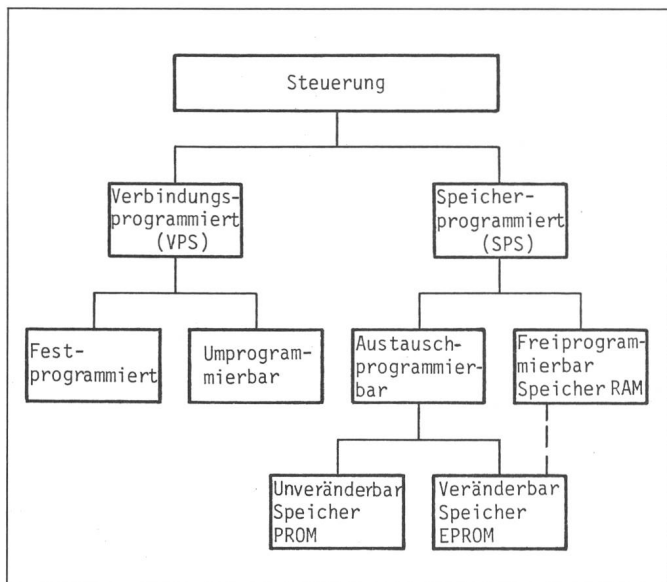 Steuerung
Verbindungs-
programmiert
(VPS)
Speicher-
programmiert
(SPS)
Fest-
programmiert
Umprogram-
mierbar
Austausch-
programmier-
bar
Freiprogram-
mierbar
Speicher RAM
Unveränderbar
Speicher
PROM
Veränderbar
Speicher
EPROM